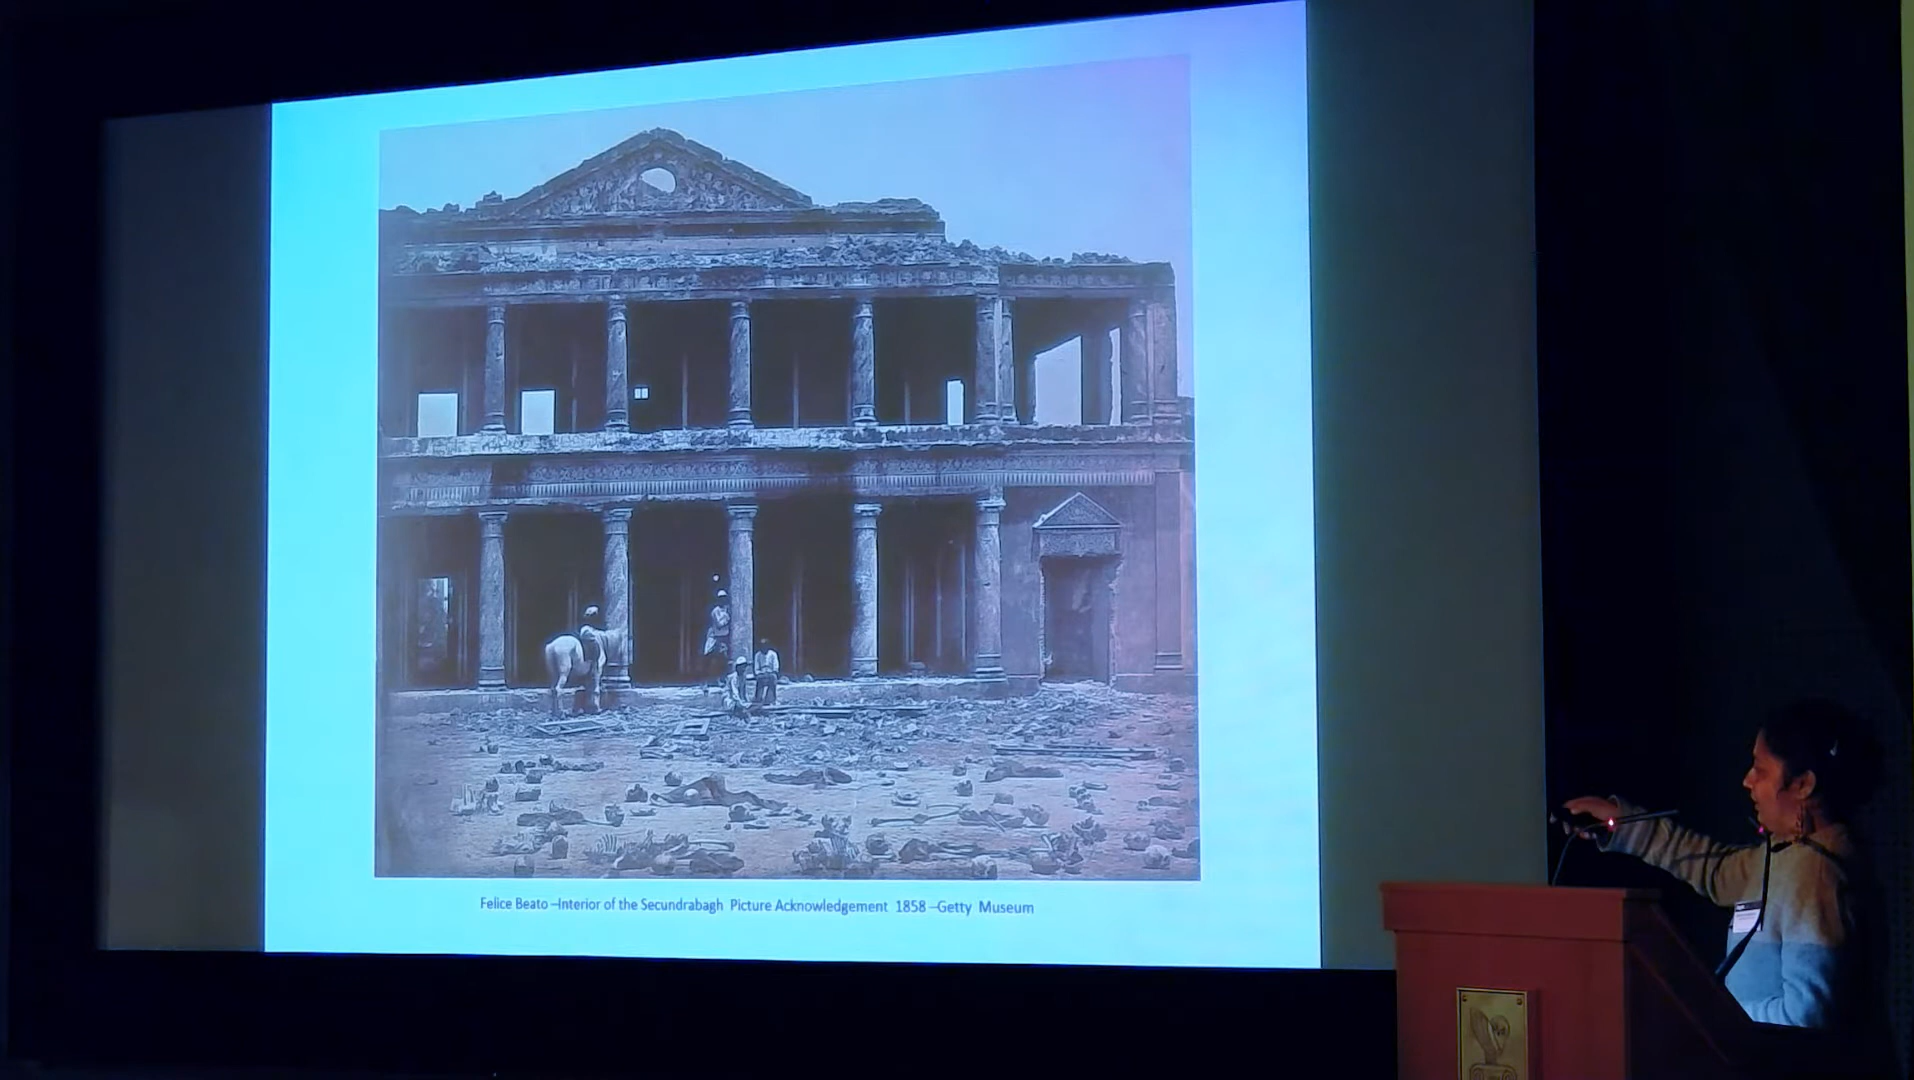 Felice Beato –Interior of the Secundrabagh Picture Acknowledgement 1858 –Getty Museum